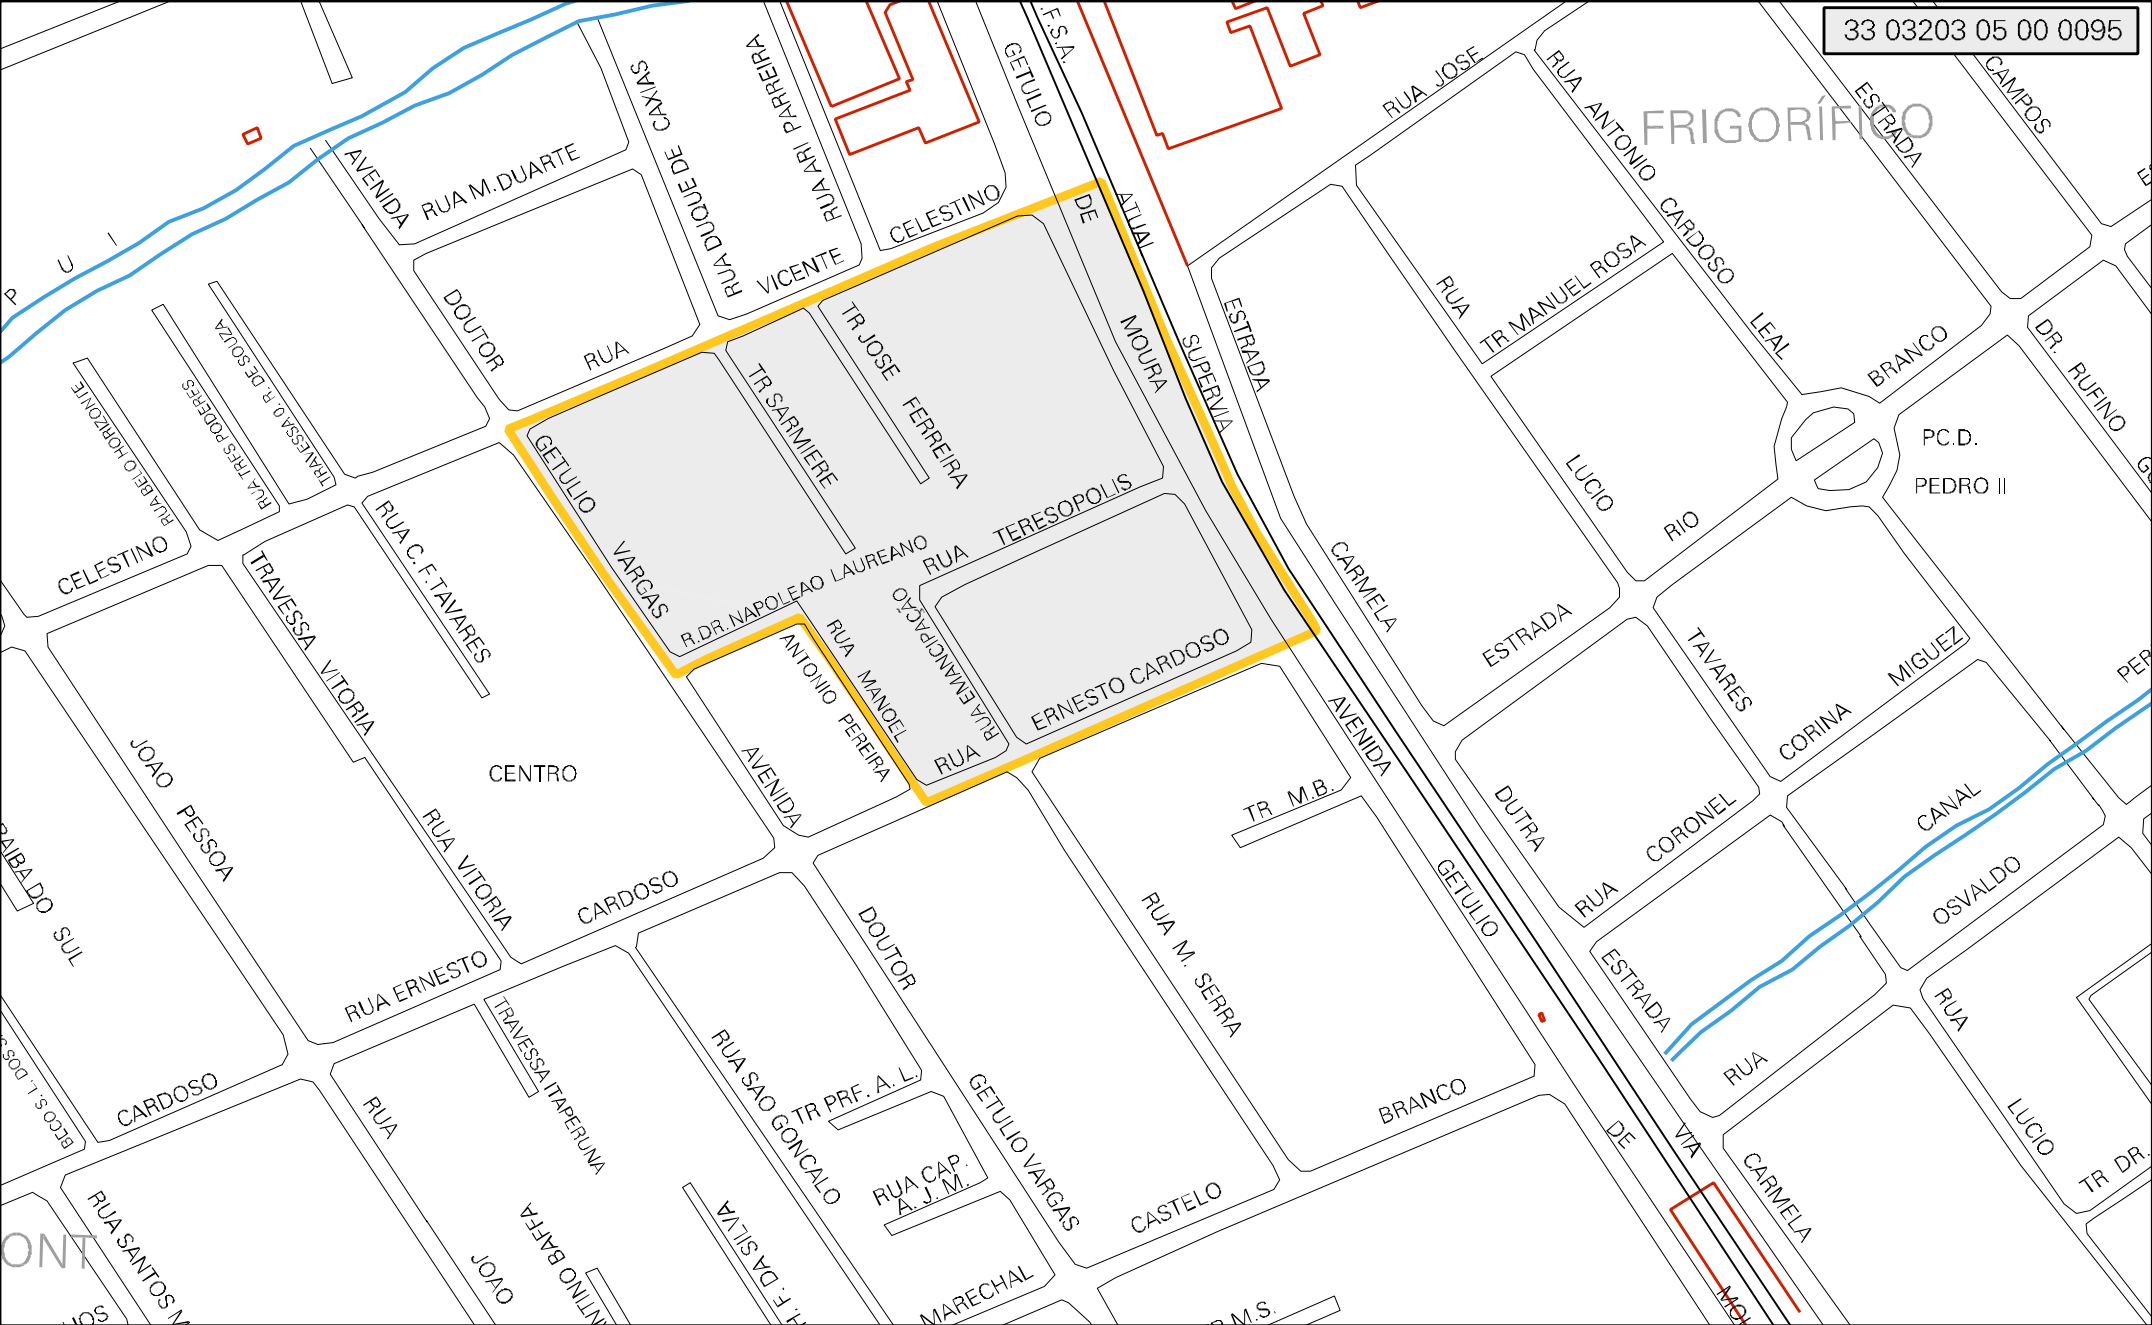 33 03203 05 00 0095
FRIGORÍFICO
F.S.A.
GETULIO
RUA JOSE
RUA ANTONIO CARDOSO LEAL
ESTRADA
CAMPOS
AVENIDA
RUA M. DUARTE
RUA DUQUE DE CAXIAS
RUA ARI PARREIRA
CELESTINO
VICENTE
RUA
DE
ATUAL
SUPERVIA
MOURA
ESTRADA
CARMELA
P U I
DOUTOR
TRAVESSA O. R. DE SOUZA
RUA TRES PODERES
RUA BELO HORIZONTE
CELESTINO
TR JOSE FERREIRA
TR SARMIERE
GETULIO
VARGAS
R.DR. NAPOLEAO LAUREANO
RUA TERESOPOLIS
RUA EMANCIPAÇÃO
RUA MANOEL
ANTONIO PEREIRA
RUA ERNESTO CARDOSO
RUA
LUCIO
TR MANUEL ROSA
BRANCO
RIO
ESTRADA
DR. RUFINO
PC.D.
PEDRO II
TAVARES
CORINA MIGUEZ
RUA CORONEL
DUTRA
CANAL
OSVALDO
RUA
ESTRADA
RUA
LUCIO
TR DR.
CARMELA
VIA
RUA C.F.TAVARES
TRAVESSA VITORIA
RUA VITORIA
CENTRO
AVENIDA
JOAO PESSOA
SUL
RUA ERNESTO
CARDOSO
CARDOSO
AVENIDA
GETULIO
DE
TR M.B.
RUA M. SERRA
DOUTOR
GETULIO VARGAS
BRANCO
CASTELO
MARECHAL
TR PRF. A. L.
RUA CAP.
A. J. M.
RUA SAO GONCALO
TRAVESSA ITAPERUNA
RUA
JOVO
H. F. DA SILVA
BAFFA
RUA SANTOS
ONT
M.S.